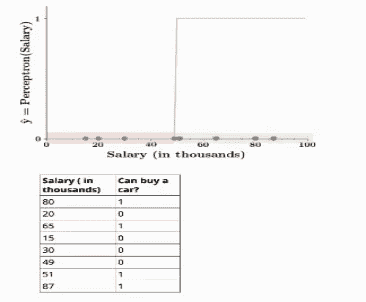 ŷ = Perceptron(Salary)
1
0
0 20 40 60 80 100
Salary (in thousands)
Salary ( in thousands) Can buy a car?
80 1
20 0
65 1
15 0
30 0
49 0
51 1
87 1